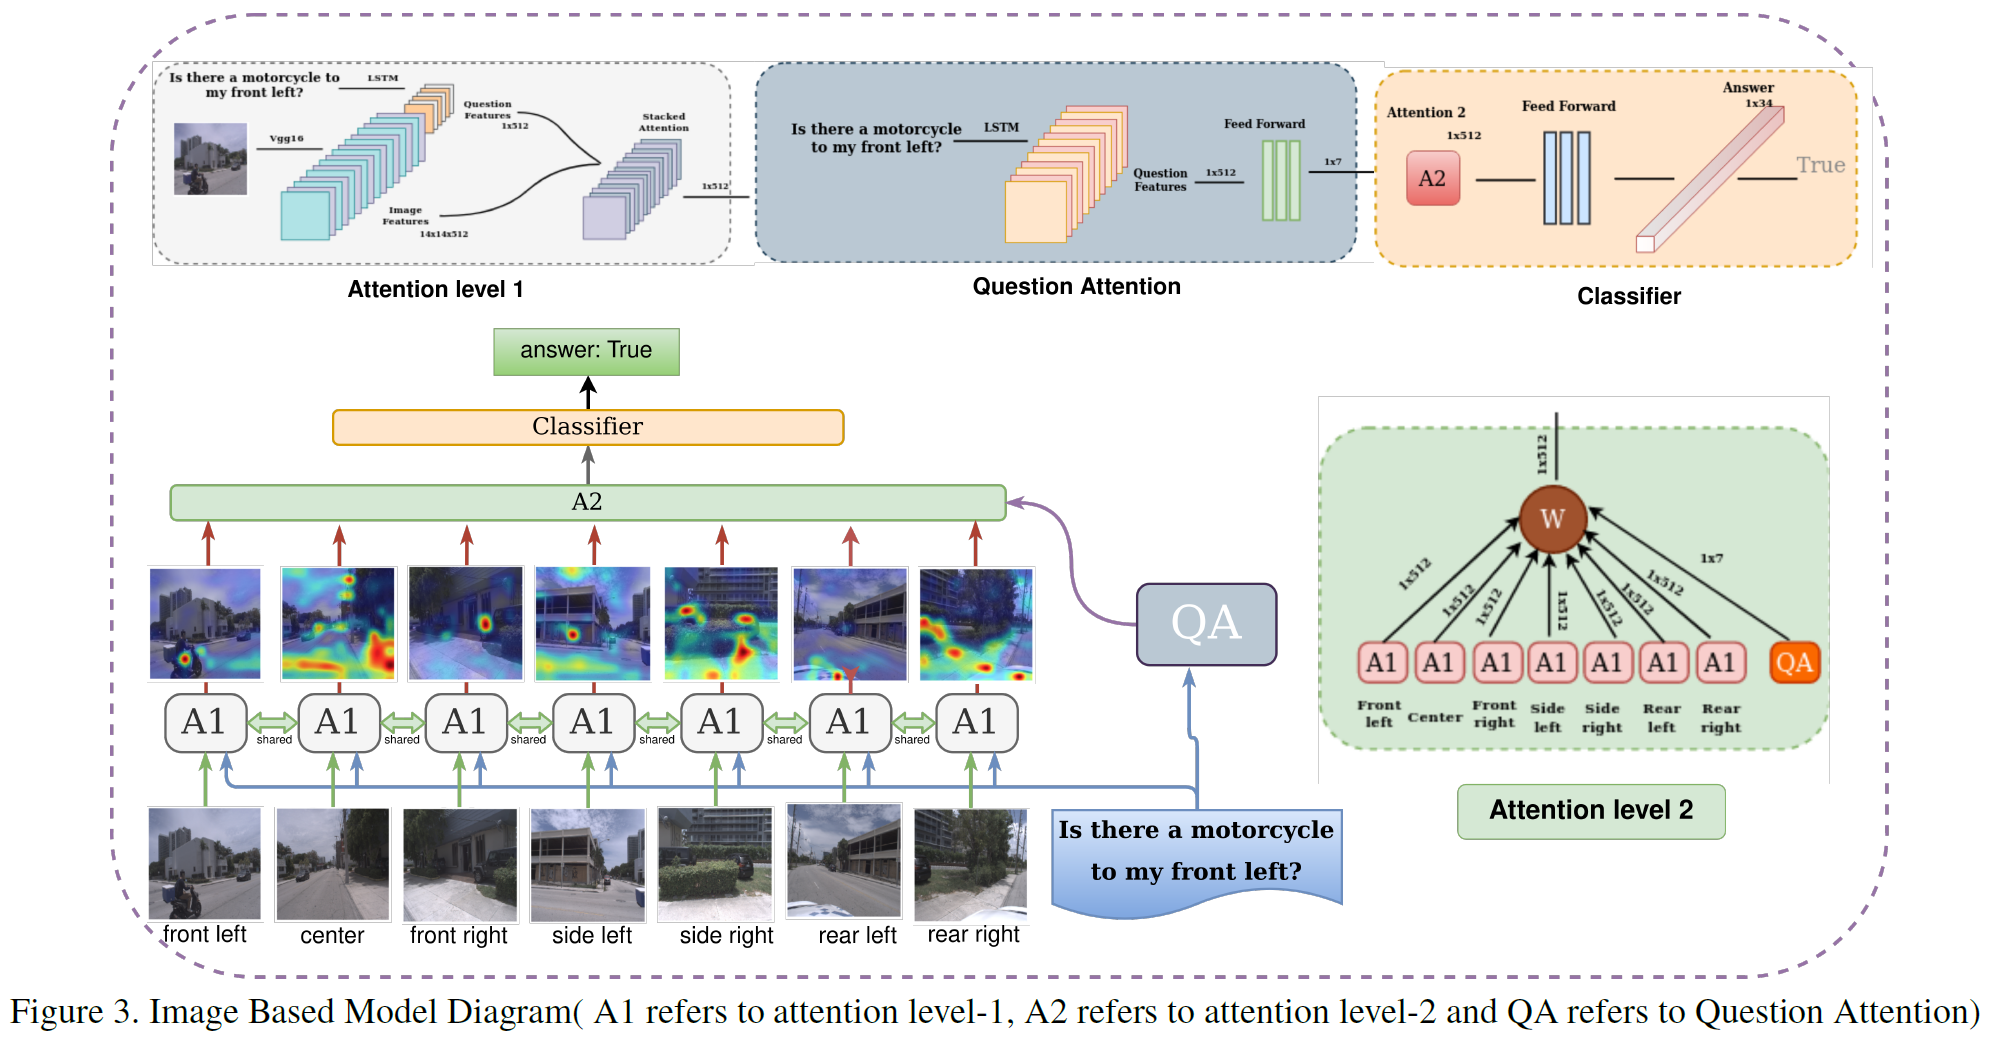 Is there a motorcycle to
my front left?
LSTM
Vgg16
Question
Features
1x512
Image
Features
14x14x512
Stacked
Attention
1x512
Attention level 1
Is there a motorcycle
to my front left?
LSTM
Question
Features
1x512
Feed Forward
1x7
Question Attention
Attention 2
1x512
A2
Feed Forward
Answer
1x34
True
Classifier
answer: True
Classifier
A2
QA
A1
A1
A1
A1
A1
A1
A1
shared
shared
shared
shared
shared
shared
front left
center
front right
side left
side right
rear left
rear right
Is there a motorcycle
to my front left?
1x512
W
1x512
1x512
1x512
1x512
1x512
1x512
1x512
1x7
A1
A1
A1
A1
A1
A1
A1
QA
Front
left
Center
Front
right
Side
left
Side
right
Rear
left
Rear
right
Attention level 2
Figure 3. Image Based Model Diagram( A1 refers to attention level-1, A2 refers to attention level-2 and QA refers to Question Attention)